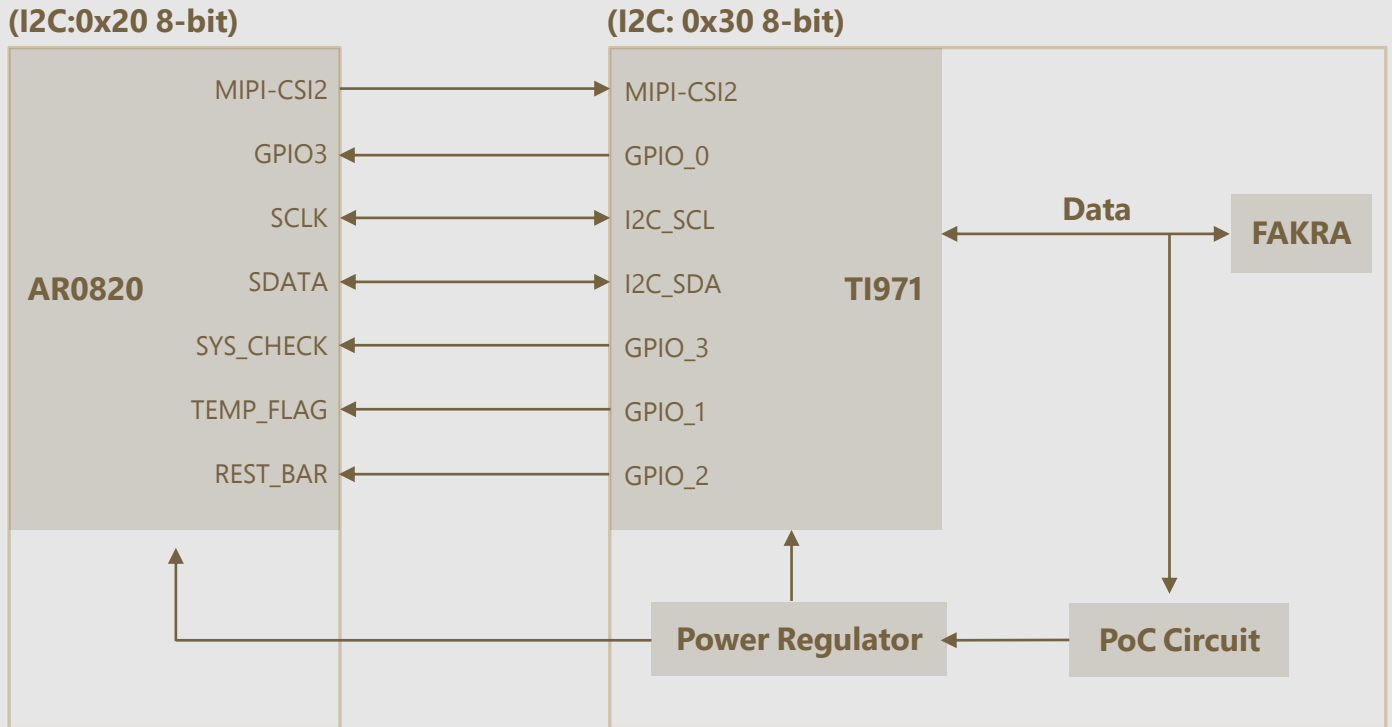 (I2C:0x20 8-bit)
(I2C: 0x30 8-bit)
MIPI-CSI2
GPIO3
SCLK
SDATA
SYS_CHECK
TEMP_FLAG
REST_BAR
AR0820
MIPI-CSI2
GPIO_0
I2C_SCL
I2C_SDA
GPIO_3
GPIO_1
GPIO_2
TI971
Data
FAKRA
Power Regulator
PoC Circuit